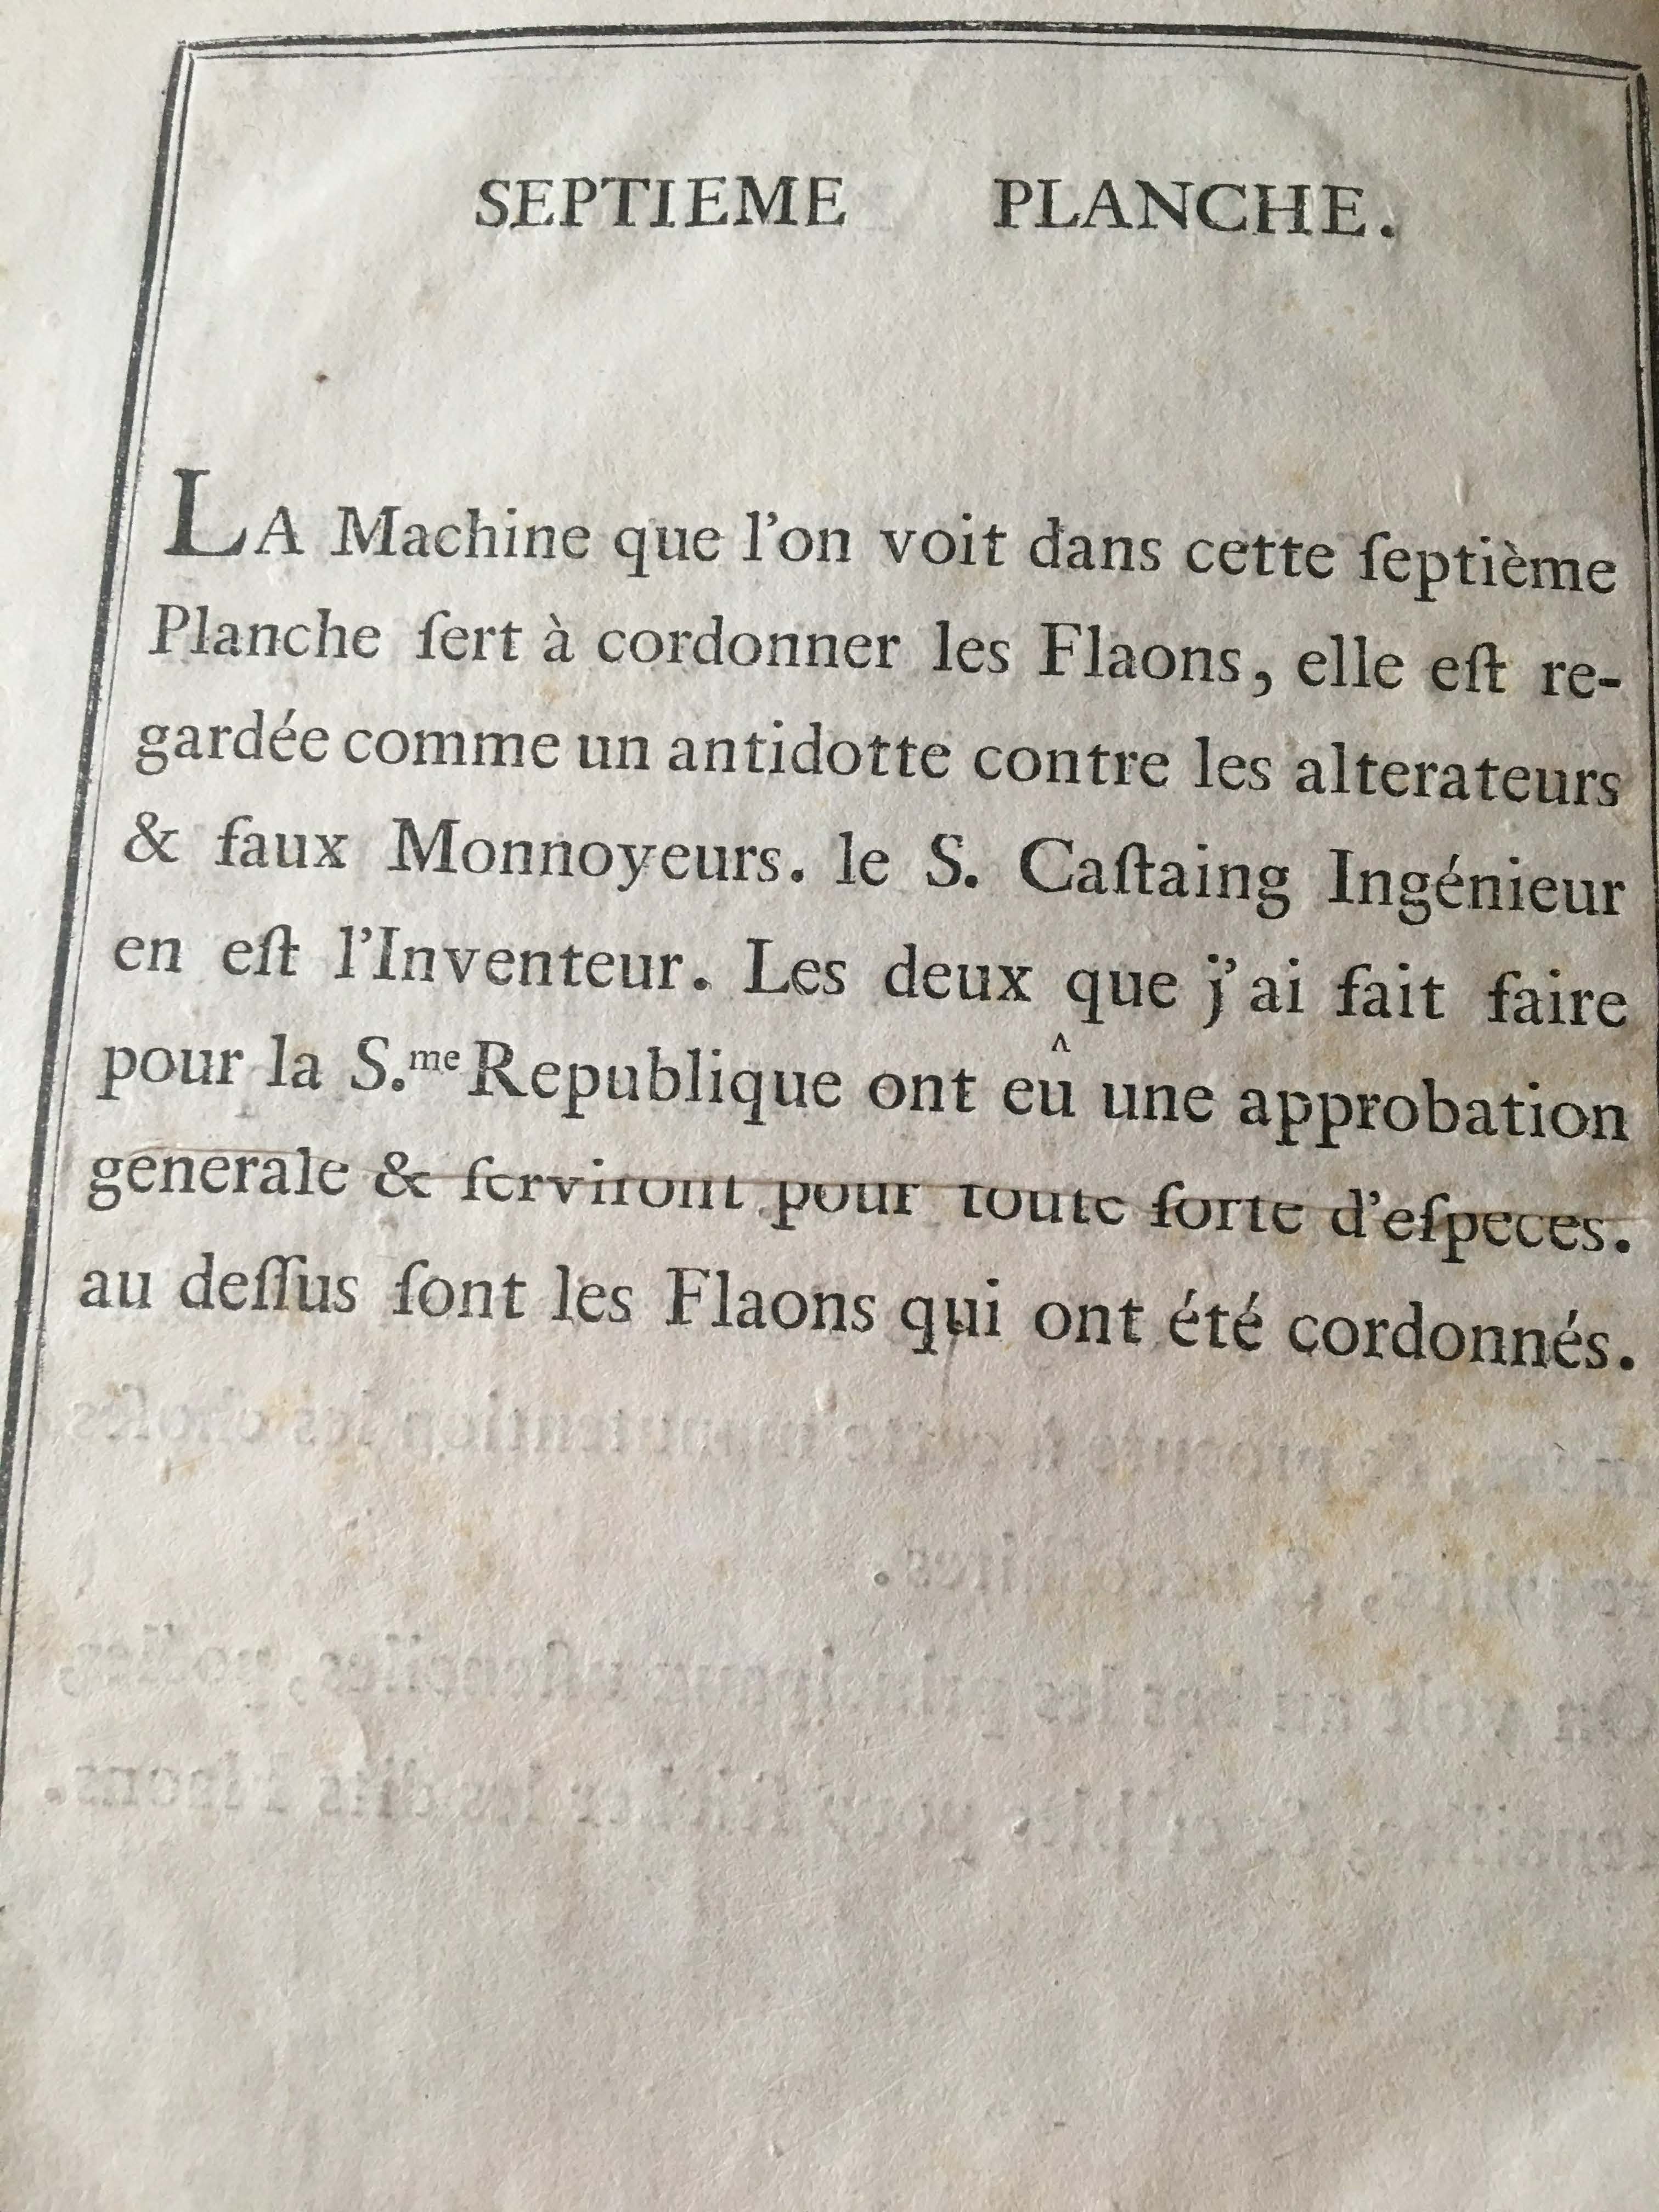 SEPTIEME PLANCHE.
LA Machine que l'on voit dans cette ſeptième
Planche ſert à cordonner les Flaons, elle eſt re-
gardée comme un antidotte contre les alterateurs
& faux Monnoyeurs. le S. Caſtaing Ingénieur
en eſt l'Inventeur. Les deux que j'ai fait faire
pour la S.me Republique ont eû une approbation
generale & ſerviront pour toute ſorte d'eſpeces.
au deſſus ſont les Flaons qui ont été cordonnés.